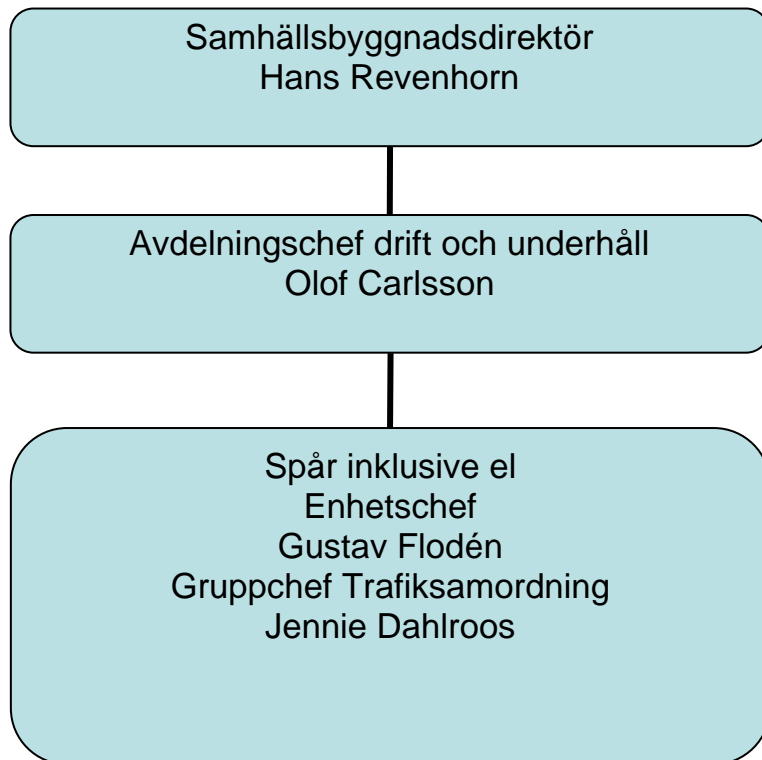 Samhällsbyggnadsdirektör
Hans Revenhorn
Avdelningschef drift och underhåll
Olof Carlsson
Spår inklusive el
Enhetschef
Gustav Flodén
Gruppchef Trafiksamordning
Jennie Dahlroos